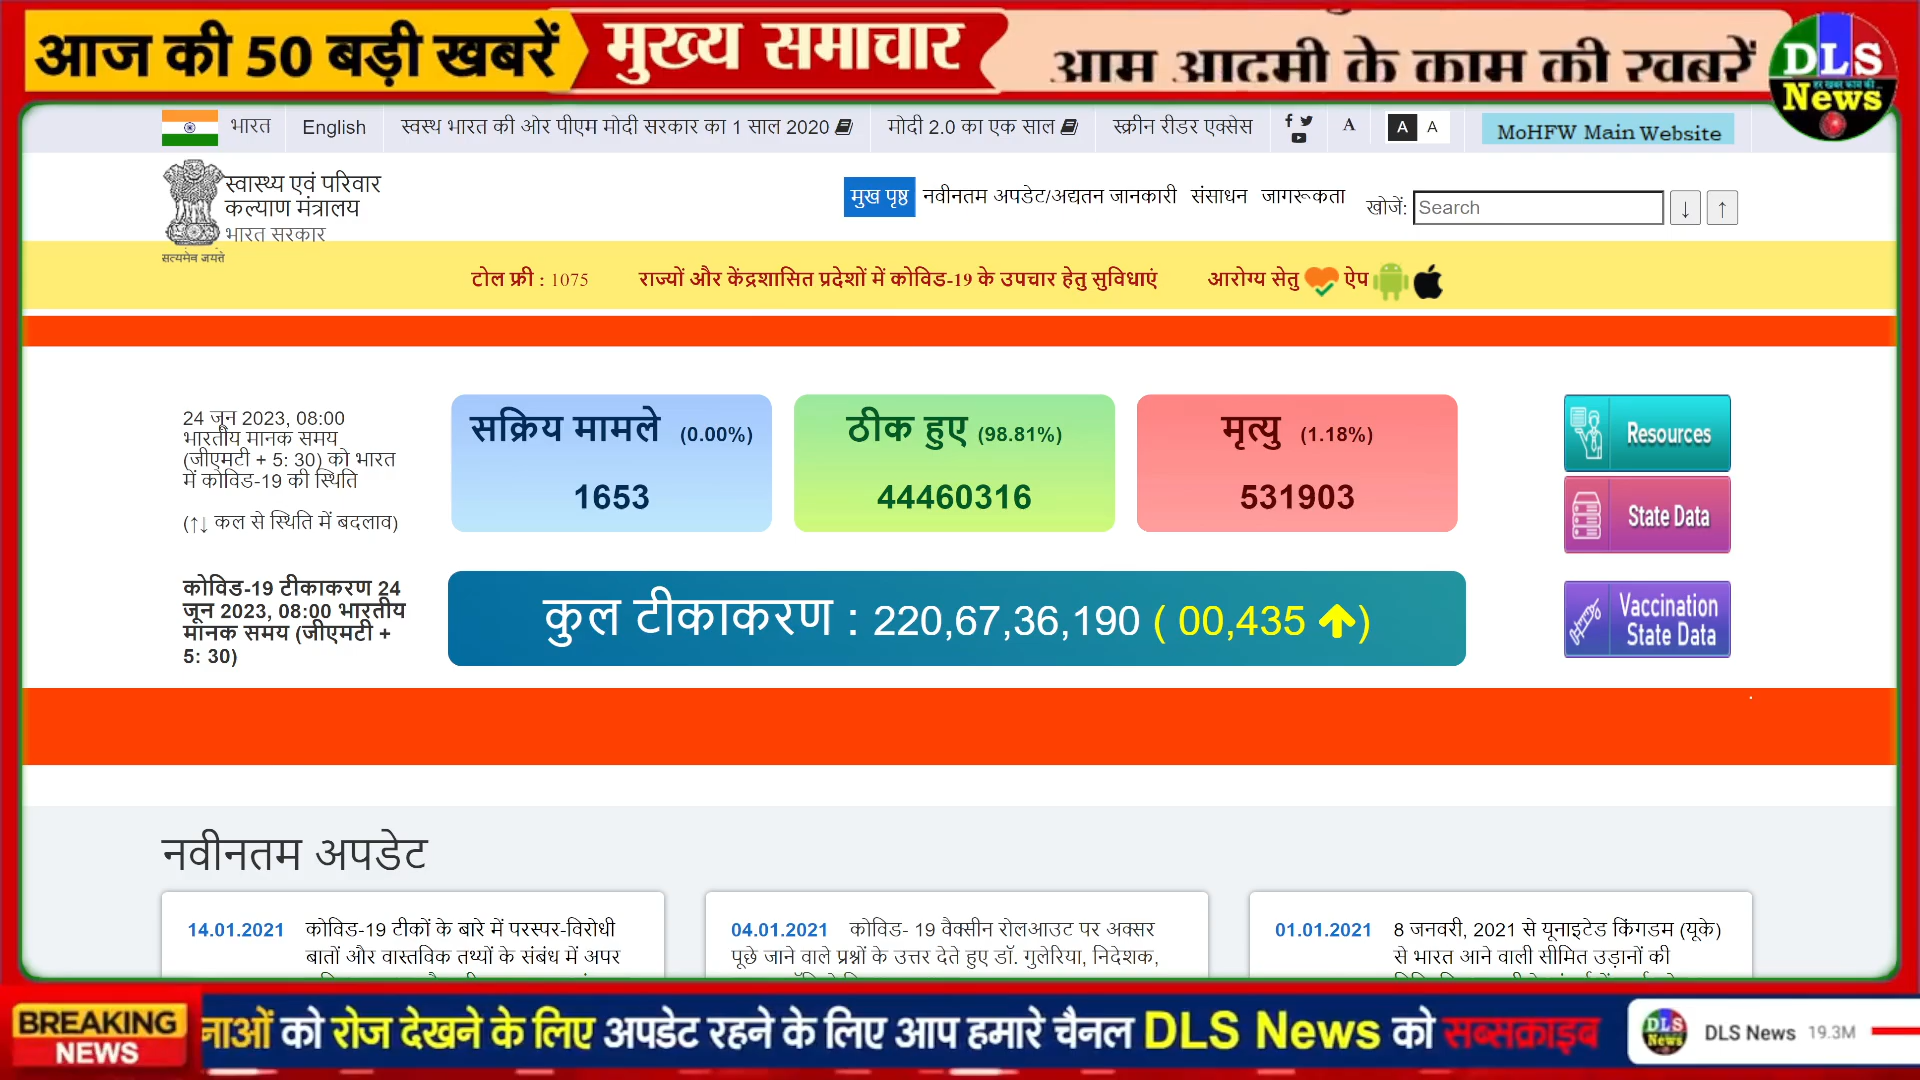 आज की 50 बड़ी खबरें
मुख्य समाचार
आम आदमी के काम की खबरें
DLS
हर खबर काम की...
News
भारत
English
स्वस्थ भारत की ओर पीएम मोदी सरकार का 1 साल 2020
मोदी 2.0 का एक साल
स्क्रीन रीडर एक्सेस
A
A
A
MoHFW Main Website
स्वास्थ्य एवं परिवार
कल्याण मंत्रालय
भारत सरकार
सत्यमेव जयते
मुख पृष्ठ
नवीनतम अपडेट/अद्यतन जानकारी
संसाधन
जागरूकता
खोजें:
Search
↓
↑
टोल फ्री : 1075
राज्यों और केंद्रशासित प्रदेशों में कोविड-19 के उपचार हेतु सुविधाएं
आरोग्य सेतु ऐप
24 जून 2023, 08:00
भारतीय मानक समय
(जीएमटी + 5: 30) को भारत
में कोविड-19 की स्थिति
(↑↓ कल से स्थिति में बदलाव)
सक्रिय मामले (0.00%)
1653
ठीक हुए (98.81%)
44460316
मृत्यु (1.18%)
531903
Resources
State Data
कोविड-19 टीकाकरण 24
जून 2023, 08:00 भारतीय
मानक समय (जीएमटी +
5: 30)
कुल टीकाकरण : 220,67,36,190 ( 00,435 ↑)
Vaccination
State Data
नवीनतम अपडेट
14.01.2021 कोविड-19 टीकों के बारे में परस्पर-विरोधी
बातों और वास्तविक तथ्यों के संबंध में अपर
04.01.2021 कोविड- 19 वैक्सीन रोलआउट पर अक्सर
पूछे जाने वाले प्रश्नों के उत्तर देते हुए डॉ. गुलेरिया, निदेशक,
01.01.2021 8 जनवरी, 2021 से यूनाइटेड किंगडम (यूके)
से भारत आने वाली सीमित उड़ानों की
BREAKING
NEWS
नाओं को रोज देखने के लिए अपडेट रहने के लिए आप हमारे चैनल DLS News को सब्सक्राइब
DLS
News
DLS News 19.3M